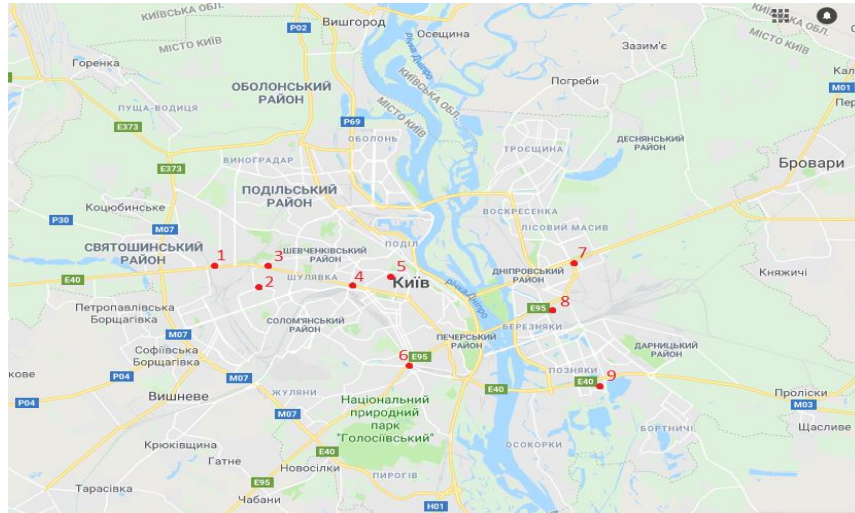 КИЇВСЬКА ОБЛ.
МІСТО КИЇВ
P02
Вишгород
Осещина
річка Дніпро
КИЇВСЬКА ОБЛ.
МІСТО КИЇВ
Зазим'є
КИЇВСЬКА ОБЛ.
МІСТО КИЇВ
Горенка
Погреби
Кал
M01
Пер
ОБОЛОНСЬКИЙ
РАЙОН
ПУЩА-ВОДИЦЯ
E373
P69
ОБОЛОНЬ
ТРОЄЩИНА
ДЕСНЯНСЬКИЙ
РАЙОН
Бровари
ВИНОГРАДАР
E373
ПОДІЛЬСЬКИЙ
РАЙОН
Коцюбинське
P30
M07
ВОСКРЕСЕНКА
ЛІСОВИЙ МАСИВ
СВЯТОШИНСЬКИЙ
РАЙОН
ШЕВЧЕНКІВСЬКИЙ
РАЙОН
ПОДІЛ
1
3
2
4
5
7
E40
ШУЛЯВКА
Київ
річка Дніпро
ДНІПРОВСЬКИЙ
РАЙОН
Княжичі
Петропавлівська
Борщагівка
СОЛОМ'ЯНСЬКИЙ
РАЙОН
E95
8
БЕРЕЗНЯКИ
M07
ПЕЧЕРСЬКИЙ
РАЙОН
ДАРНИЦЬКИЙ
РАЙОН
Софіївська
Борщагівка
6
E95
кове
P04
P04
M07
ПОЗНЯКИ
E40
E40
9
Вишневе
ЖУЛЯНИ
M07
Національний
природний
парк
"Голосіївський"
Проліски
M03
Щасливе
Крюківщина
Гатне
E40
Новосілки
ОСОКОРКИ
БОРТНИЧІ
Тарасівка
E95
Чабани
ПИРОГІВ
H01